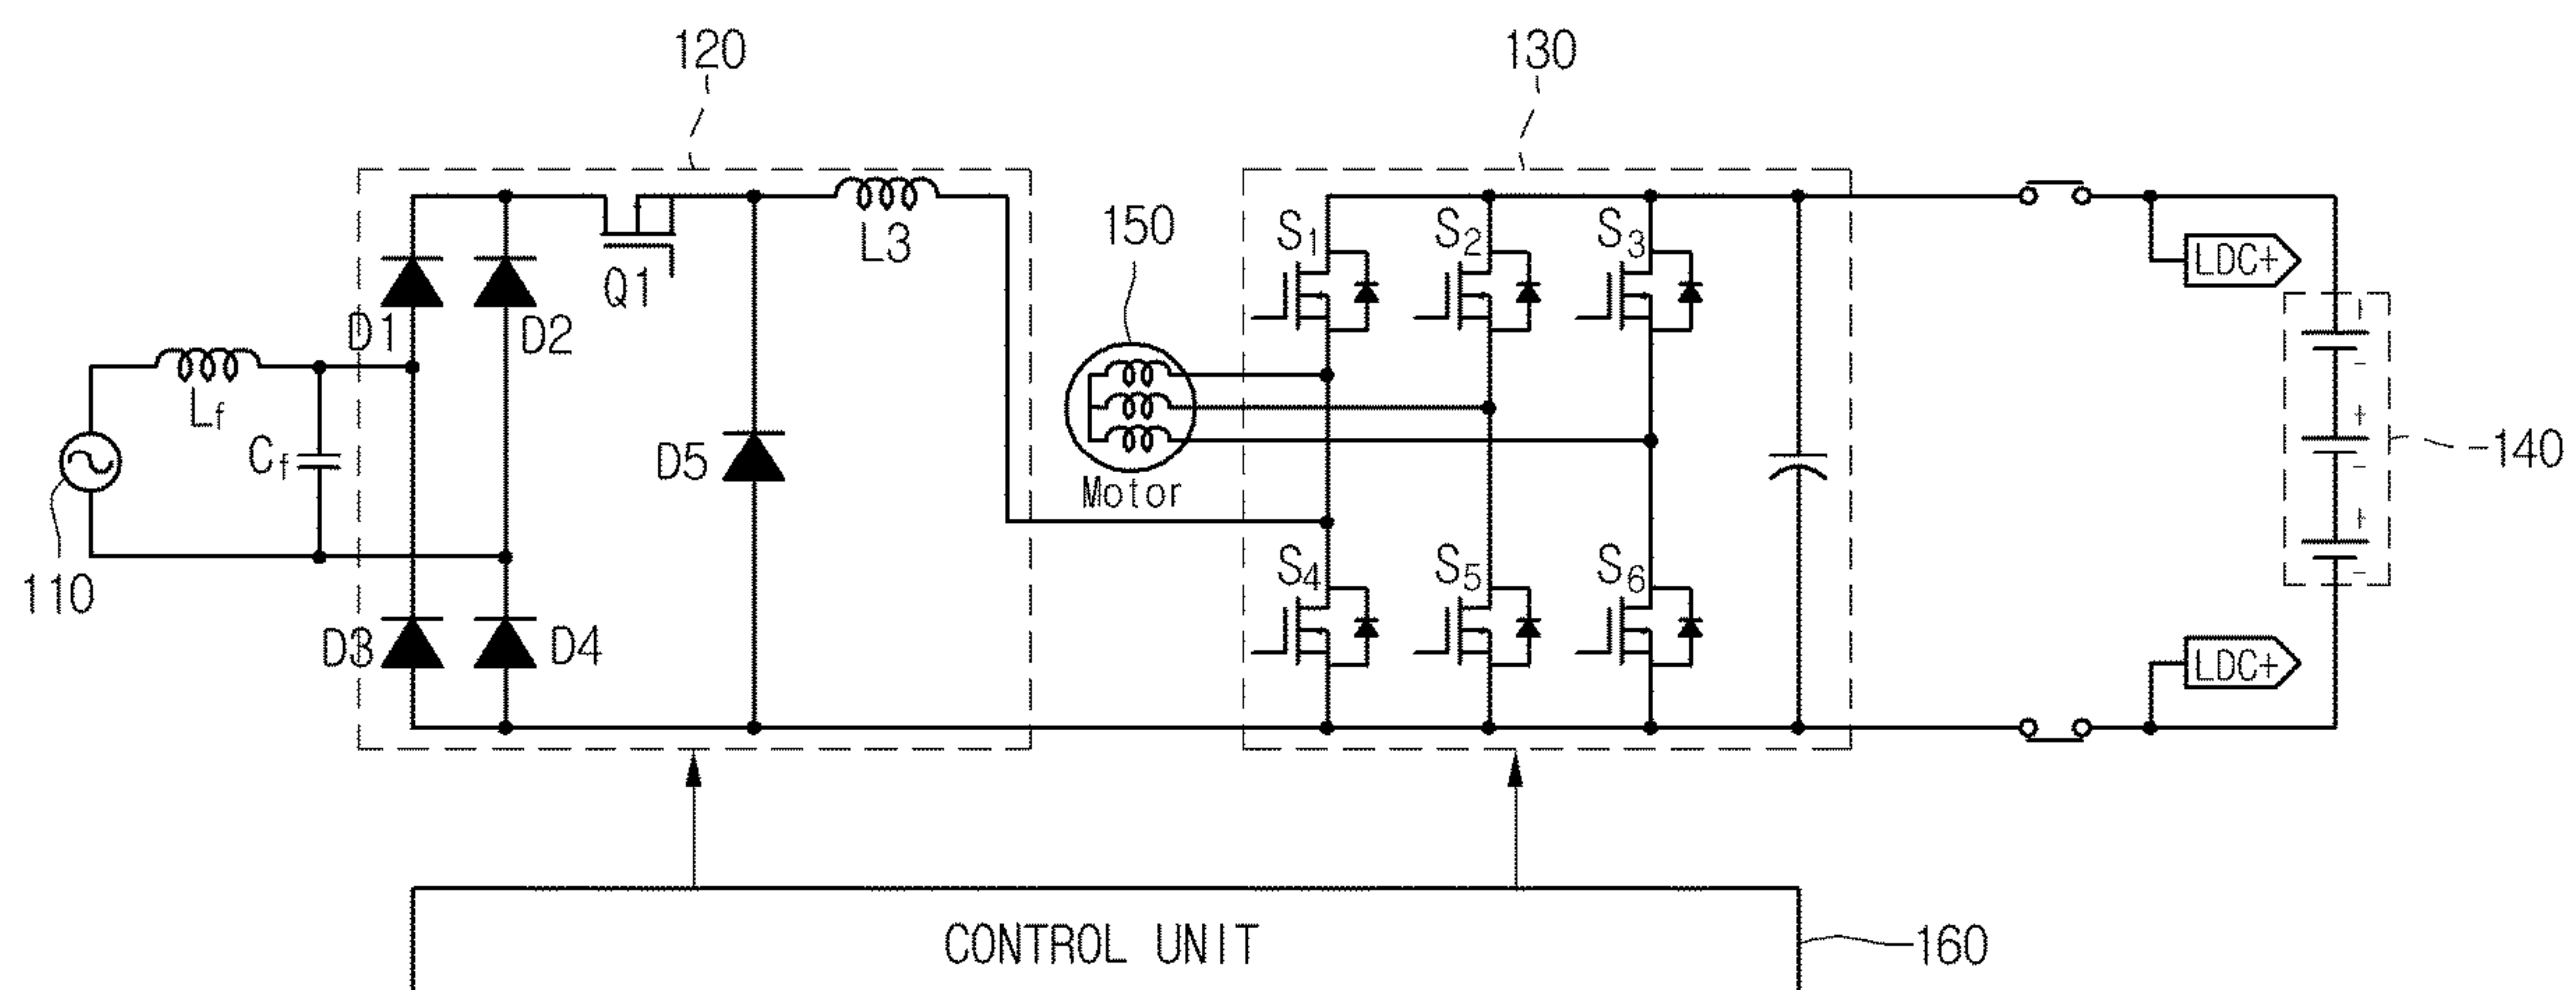 120
130
150
L3
S1
S2
S3
LDC+
Q1
D1
D2
+
-
Lf
Cf
D5
Motor
+
-
140
110
S4
S5
S6
+
-
D3
D4
LDC+
CONTROL UNIT
160